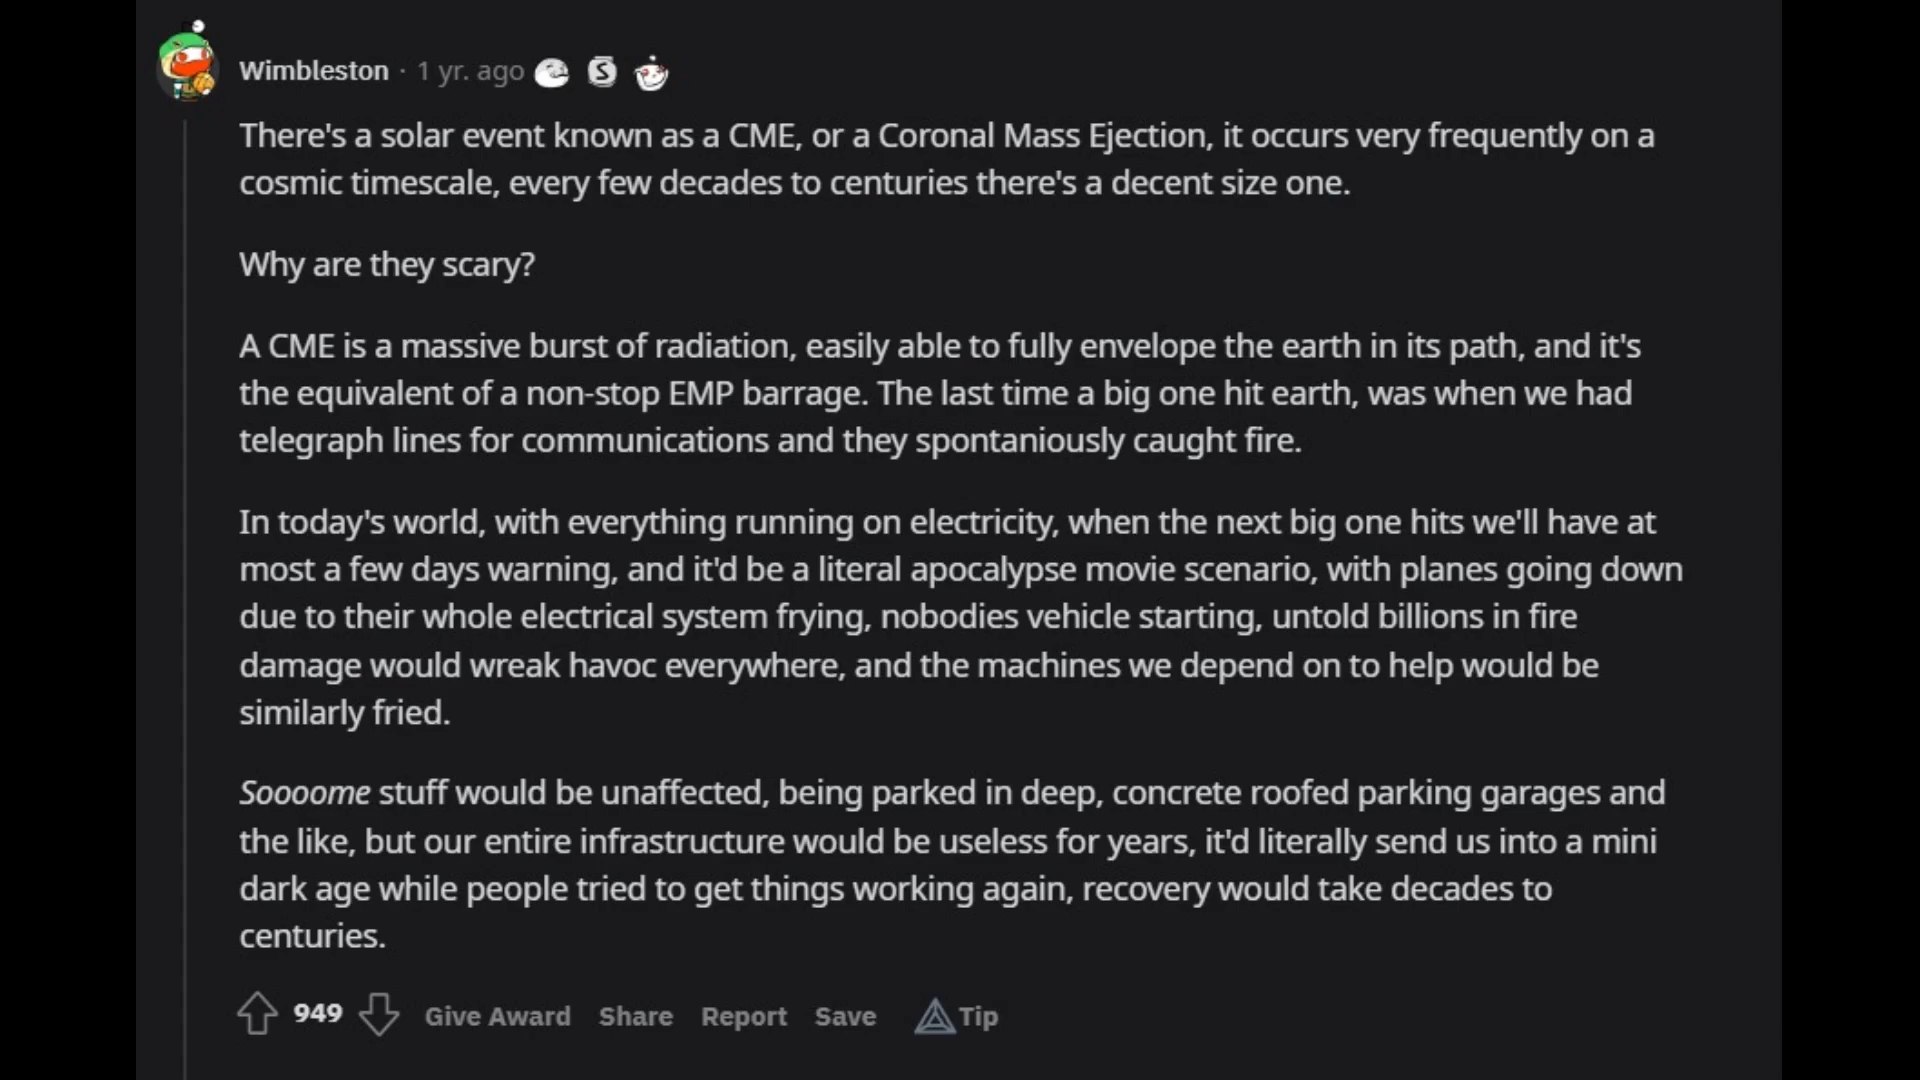 Wimbleston · 1 yr. ago
There's a solar event known as a CME, or a Coronal Mass Ejection, it occurs very frequently on a
cosmic timescale, every few decades to centuries there's a decent size one.
Why are they scary?
A CME is a massive burst of radiation, easily able to fully envelope the earth in its path, and it's
the equivalent of a non-stop EMP barrage. The last time a big one hit earth, was when we had
telegraph lines for communications and they spontaniously caught fire.
In today's world, with everything running on electricity, when the next big one hits we'll have at
most a few days warning, and it'd be a literal apocalypse movie scenario, with planes going down
due to their whole electrical system frying, nobodies vehicle starting, untold billions in fire
damage would wreak havoc everywhere, and the machines we depend on to help would be
similarly fried.
Soooome stuff would be unaffected, being parked in deep, concrete roofed parking garages and
the like, but our entire infrastructure would be useless for years, it'd literally send us into a mini
dark age while people tried to get things working again, recovery would take decades to
centuries.
949 Give Award Share Report Save Tip